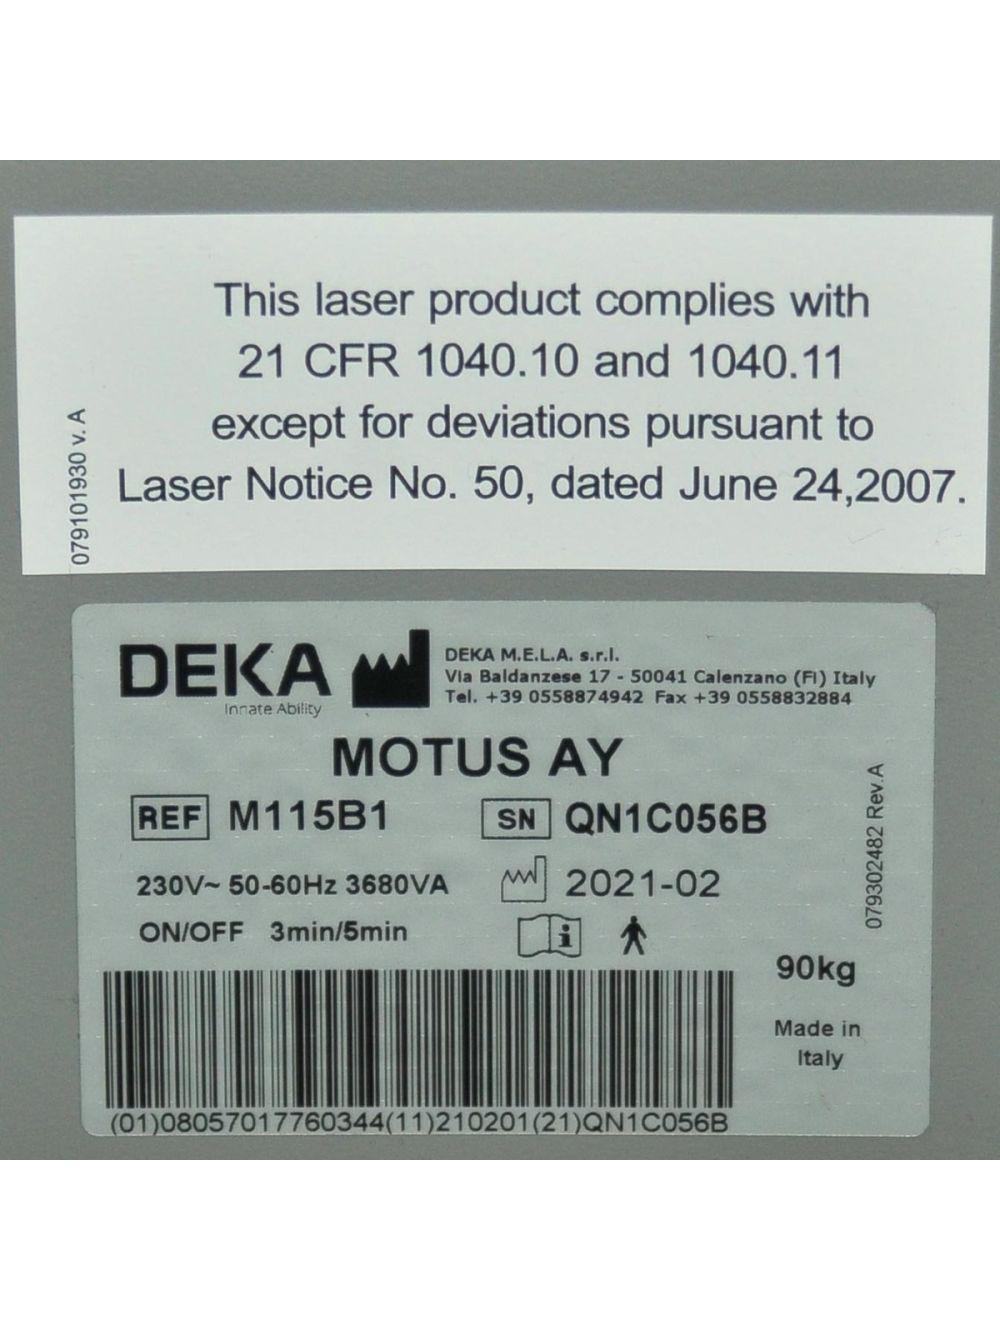 This laser product complies with
21 CFR 1040.10 and 1040.11
except for deviations pursuant to
Laser Notice No. 50, dated June 24,2007.
079101930 v. A
DEKA
Innate Ability
DEKA M.E.L.A. s.r.l.
Via Baldanzese 17 - 50041 Calenzano (FI) Italy
Tel. +39 0558874942 Fax +39 0558832884
MOTUS AY
REF M115B1 SN QN1C056B
230V~ 50-60Hz 3680VA 2021-02
ON/OFF 3min/5min i
079302482 Rev.A
90kg
Made in
Italy
(01)08057017760344(11)210201(21)QN1C056B